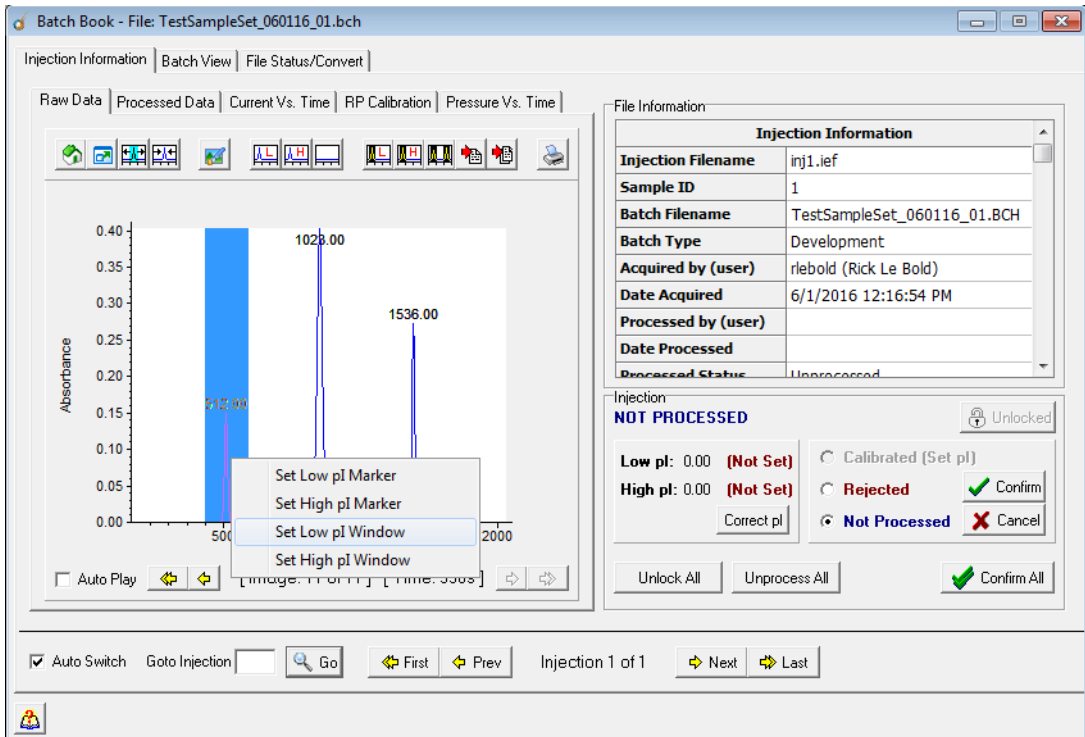 Batch Book - File: TestSampleSet_060116_01.bch
Injection Information Batch View File Status/Convert
Raw Data Processed Data Current Vs. Time RP Calibration Pressure Vs. Time
L H L H
0.40
0.35
0.30
0.25
0.20
0.15
0.10
0.05
0.00
Absorbance
512.00
1023.00
1536.00
500
2000
Set Low pI Marker
Set High pI Marker
Set Low pI Window
Set High pI Window
Auto Play
File Information
Injection Information
Injection Filename inj1.ief
Sample ID 1
Batch Filename TestSampleSet_060116_01.BCH
Batch Type Development
Acquired by (user) rlebold (Rick Le Bold)
Date Acquired 6/1/2016 12:16:54 PM
Processed by (user)
Date Processed
Processed Status Unprocessed
Injection
NOT PROCESSED Unlocked
Low pI: 0.00 (Not Set)
High pI: 0.00 (Not Set)
Correct pI
Calibrated (Set pI)
Rejected Confirm
Not Processed Cancel
Unlock All Unprocess All Confirm All
Auto Switch Goto Injection Go First Prev Injection 1 of 1 Next Last